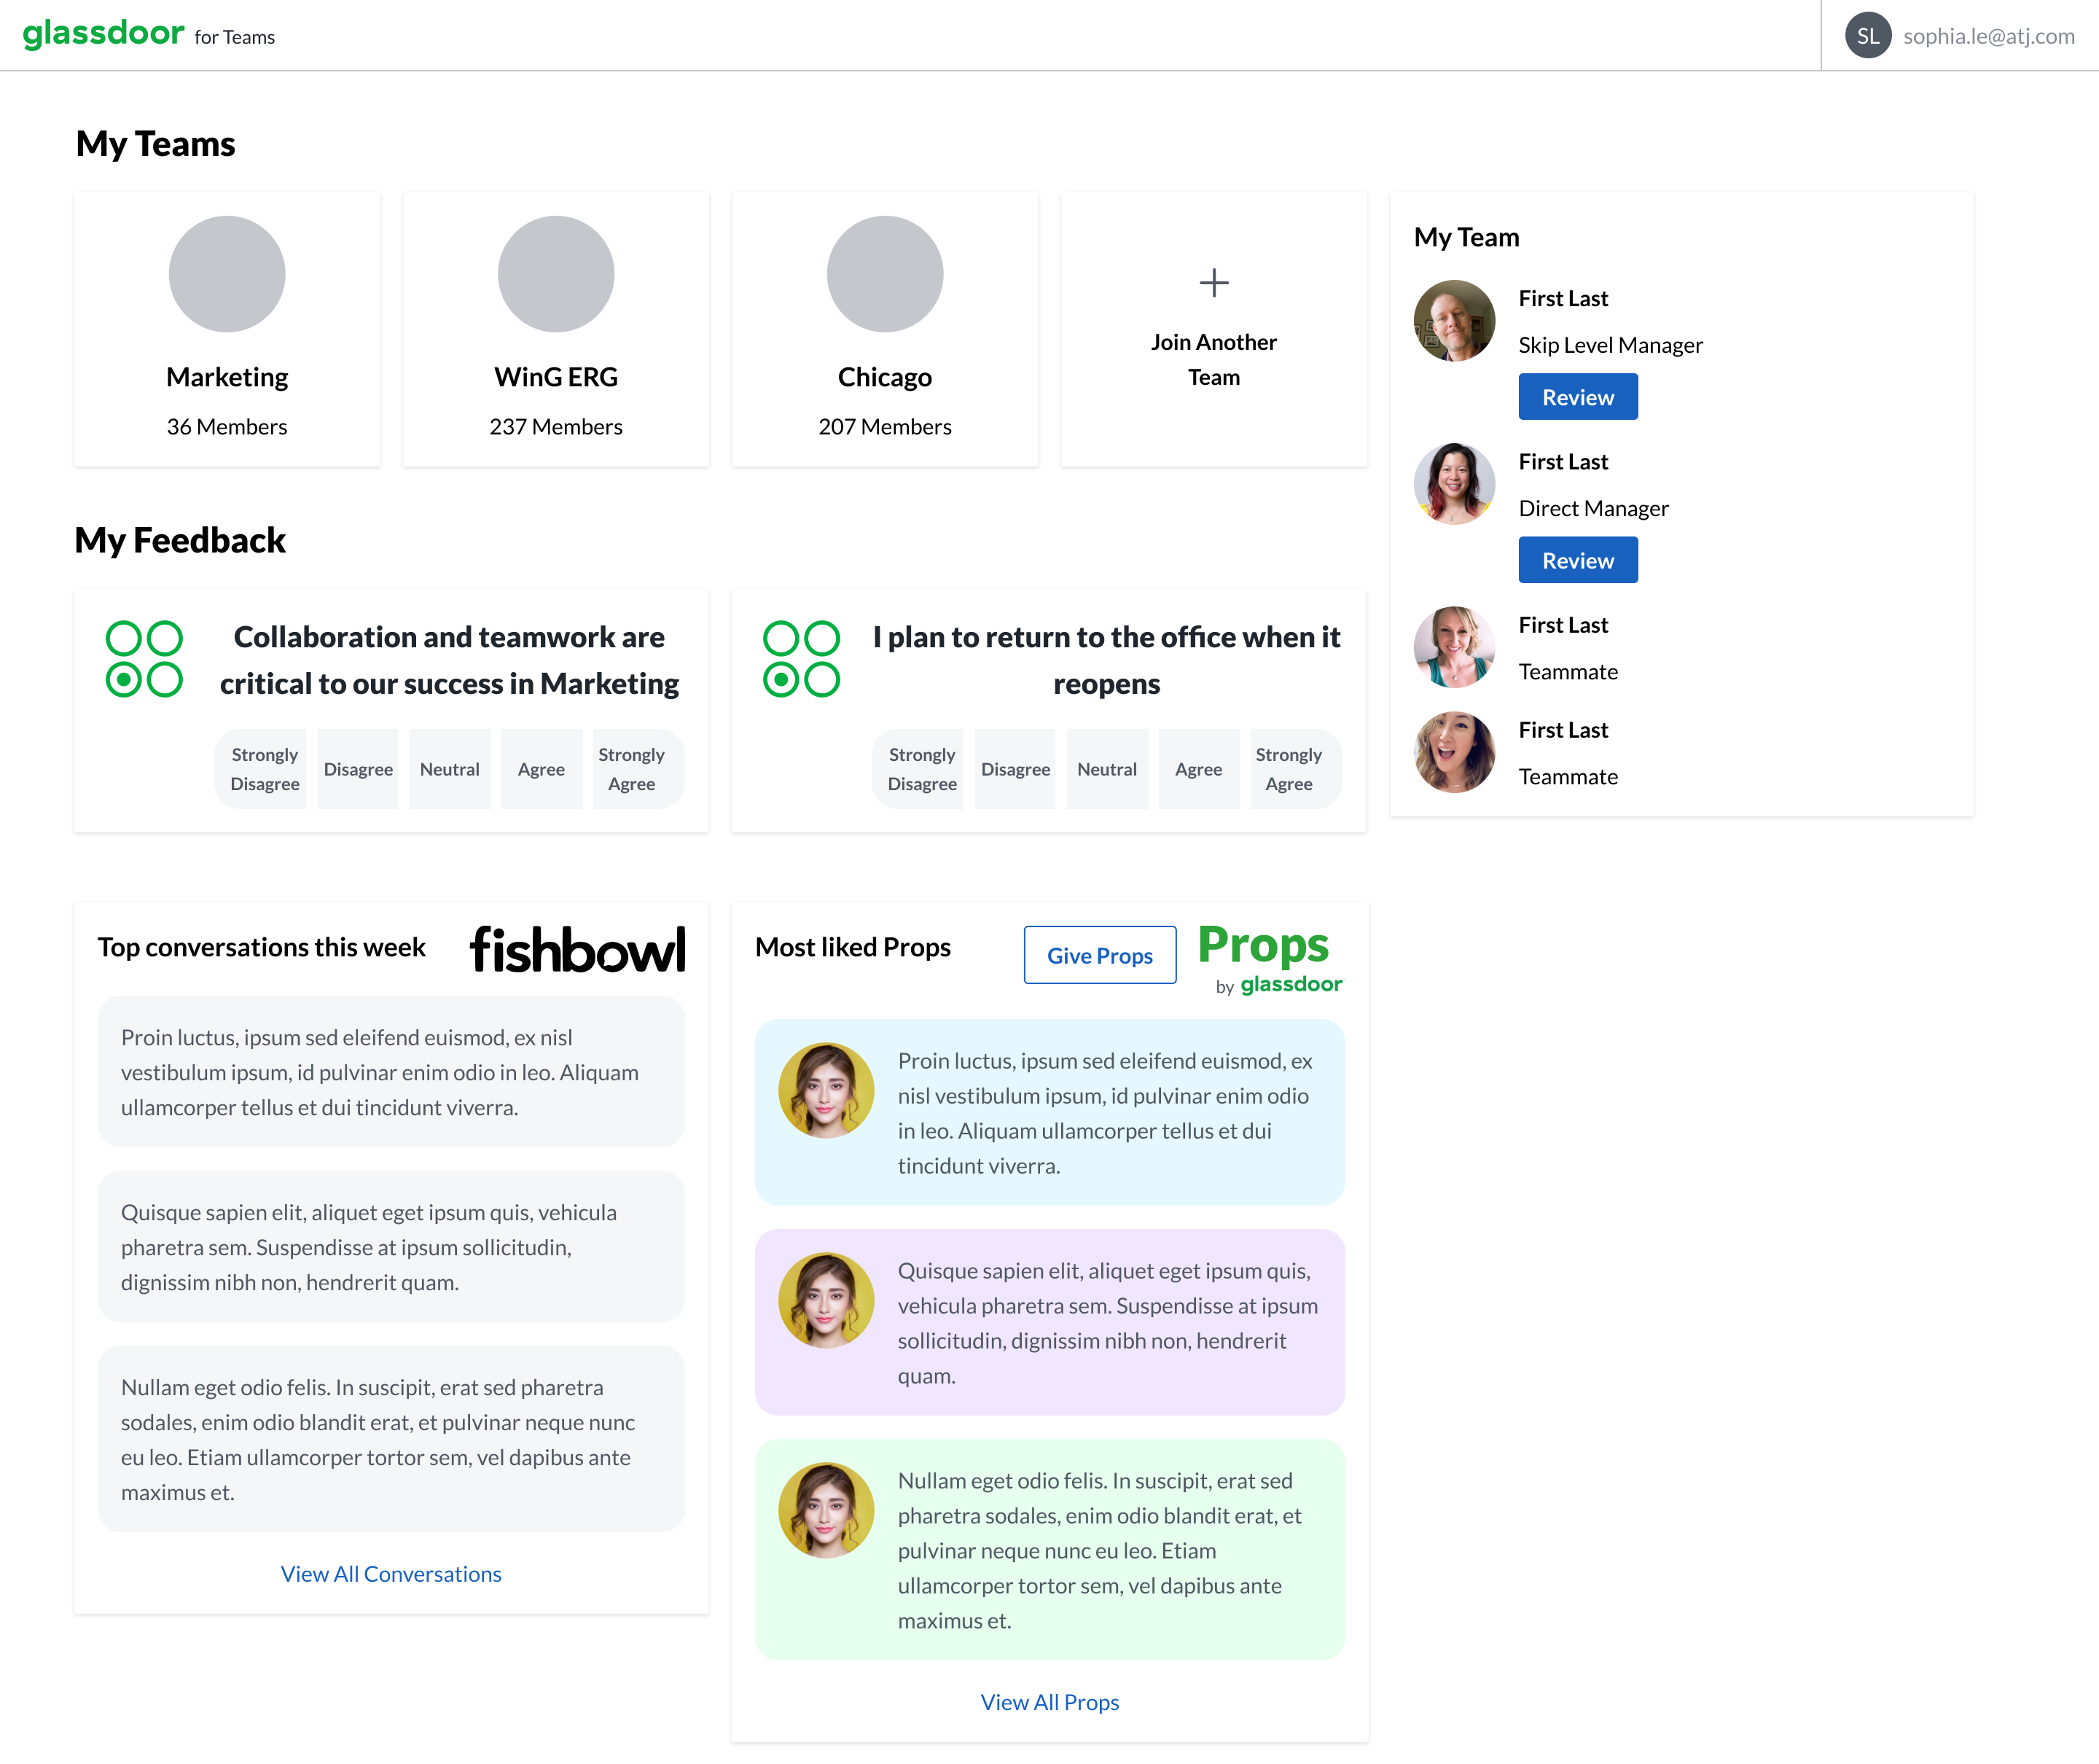 glassdoor for Teams
SL sophia.le@atj.com
My Teams
Marketing
36 Members
WinG ERG
237 Members
Chicago
207 Members
Join Another
Team
My Team
First Last
Skip Level Manager
Review
First Last
Direct Manager
Review
First Last
Teammate
First Last
Teammate
My Feedback
Collaboration and teamwork are
critical to our success in Marketing
Strongly
Disagree
Disagree
Neutral
Agree
Strongly
Agree
I plan to return to the office when it
reopens
Strongly
Disagree
Disagree
Neutral
Agree
Strongly
Agree
Top conversations this week
fishbowl
Proin luctus, ipsum sed eleifend euismod, ex nisl
vestibulum ipsum, id pulvinar enim odio in leo. Aliquam
ullamcorper tellus et dui tincidunt viverra.
Quisque sapien elit, aliquet eget ipsum quis, vehicula
pharetra sem. Suspendisse at ipsum sollicitudin,
dignissim nibh non, hendrerit quam.
Nullam eget odio felis. In suscipit, erat sed pharetra
sodales, enim odio blandit erat, et pulvinar neque nunc
eu leo. Etiam ullamcorper tortor sem, vel dapibus ante
maximus et.
View All Conversations
Most liked Props
Give Props
Props
by glassdoor
Proin luctus, ipsum sed eleifend euismod, ex
nisl vestibulum ipsum, id pulvinar enim odio
in leo. Aliquam ullamcorper tellus et dui
tincidunt viverra.
Quisque sapien elit, aliquet eget ipsum quis,
vehicula pharetra sem. Suspendisse at ipsum
sollicitudin, dignissim nibh non, hendrerit
quam.
Nullam eget odio felis. In suscipit, erat sed
pharetra sodales, enim odio blandit erat, et
pulvinar neque nunc eu leo. Etiam
ullamcorper tortor sem, vel dapibus ante
maximus et.
View All Props